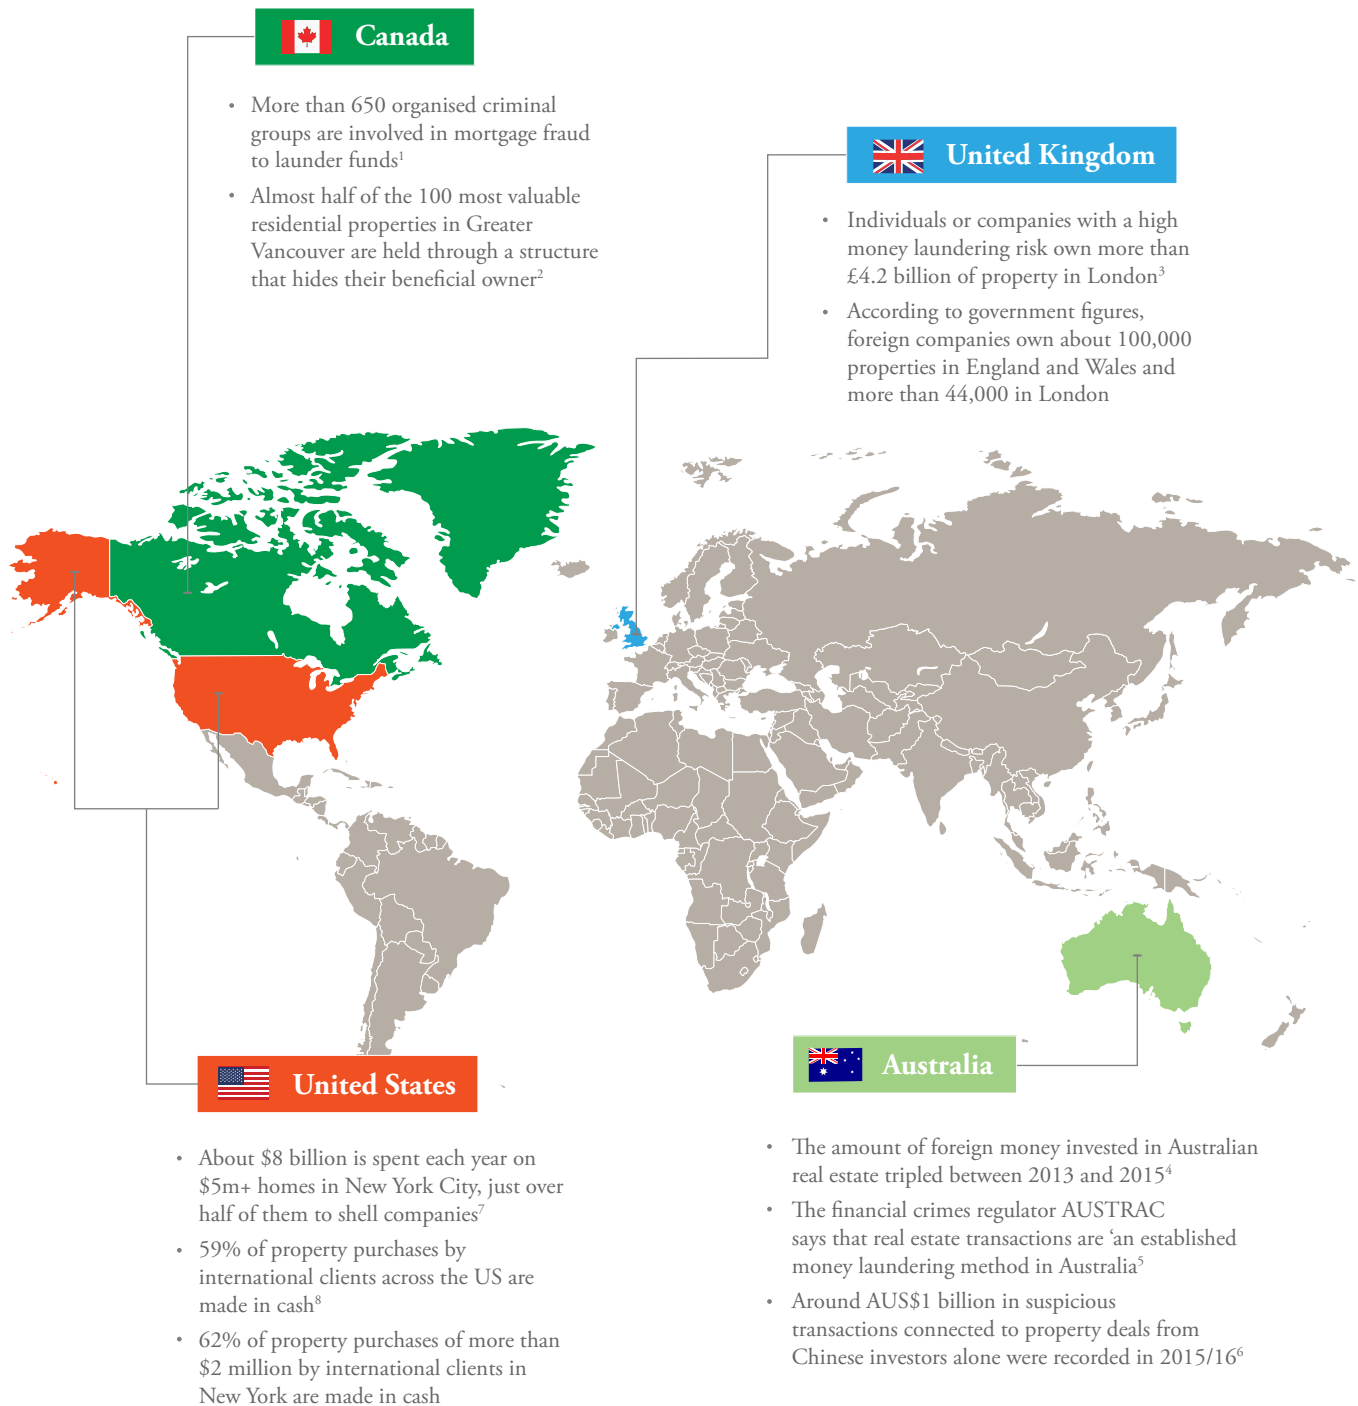 Canada
• More than 650 organised criminal
groups are involved in mortgage fraud
to launder funds¹
• Almost half of the 100 most valuable
residential properties in Greater
Vancouver are held through a structure
that hides their beneficial owner²
United Kingdom
• Individuals or companies with a high
money laundering risk own more than
£4.2 billion of property in London³
• According to government figures,
foreign companies own about 100,000
properties in England and Wales and
more than 44,000 in London
United States
• About $8 billion is spent each year on
$5m+ homes in New York City, just over
half of them to shell companies⁷
• 59% of property purchases by
international clients across the US are
made in cash⁸
• 62% of property purchases of more than
$2 million by international clients in
New York are made in cash
Australia
• The amount of foreign money invested in Australian
real estate tripled between 2013 and 2015⁴
• The financial crimes regulator AUSTRAC
says that real estate transactions are ‘an established
money laundering method in Australia⁵
• Around AUS$1 billion in suspicious
transactions connected to property deals from
Chinese investors alone were recorded in 2015/16⁶